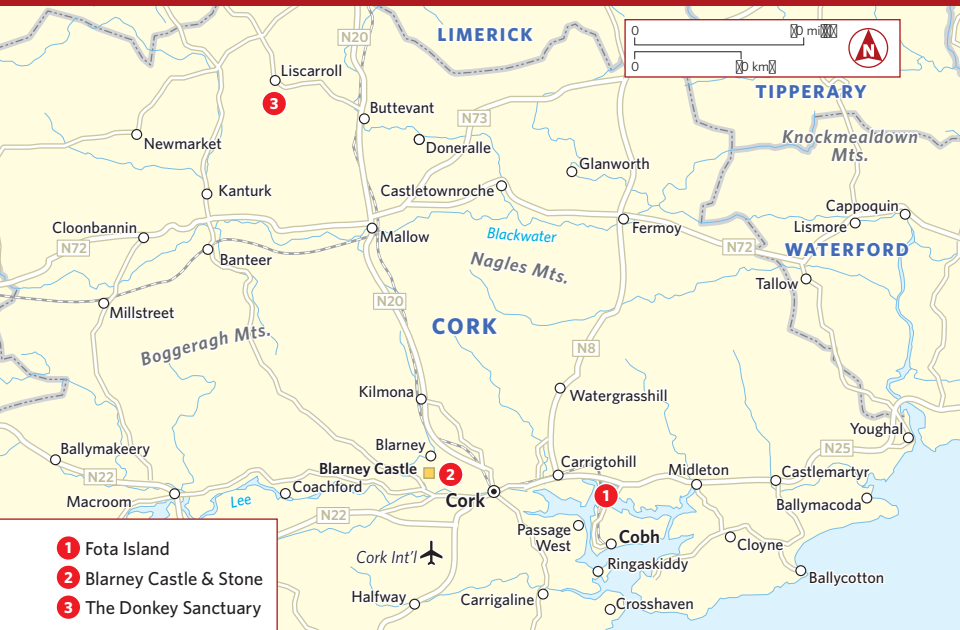 N20
LIMERICK
0
0
N
Liscarroll
3
TIPPERARY
Buttevant
N73
Knockmealdown
Mts.
Newmarket
Doneralle
Glanworth
Kanturk
Castletownroche
Cappoquin
Cloonbannin
Lismore
Fermoy
Mallow
Blackwater
N72
N72
WATERFORD
Banteer
Nagles Mts.
Tallow
Millstreet
N20
CORK
Boggeragh Mts.
N8
Kilmona
Watergrasshill
Youghal
Blarney
N25
Ballymakeery
Carrigtohill
Blarney Castle
2
Midleton
Castlemartyr
N22
Coachford
Macroom
Lee
Cork
1
Ballymacoda
N22
Passage
West
Cobh
Cloyne
Cork Int'l
Ringaskiddy
Ballycotton
Halfway
Carrigaline
Crosshaven
1 Fota Island
2 Blarney Castle & Stone
3 The Donkey Sanctuary